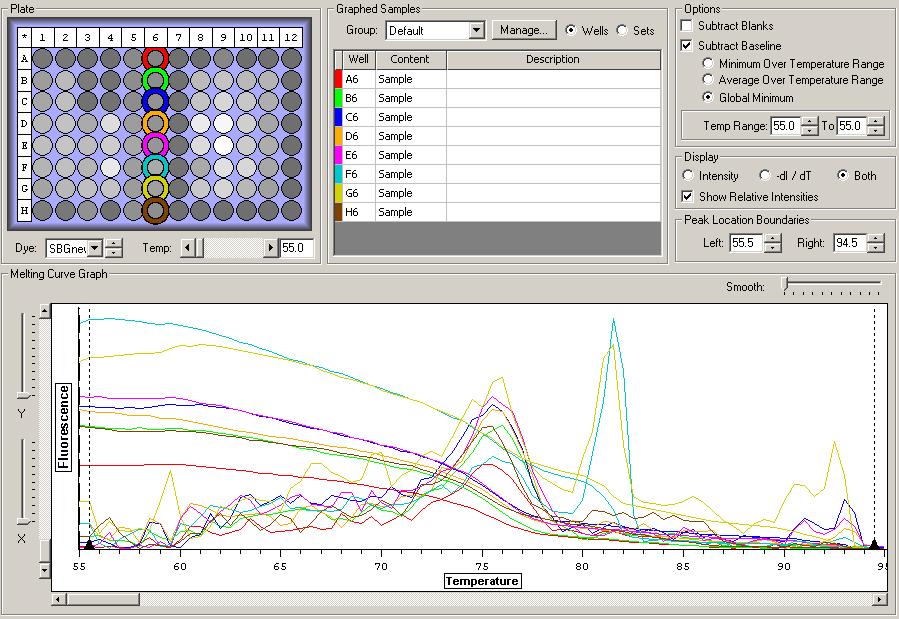 Plate
* 1 2 3 4 5 6 7 8 9 10 11 12
A
B
C
D
E
F
G
H
Dye: SBGnew Temp: 55.0
Graphed Samples
Group: Default Manage... Wells Sets
Well Content Description
A6 Sample
B6 Sample
C6 Sample
D6 Sample
E6 Sample
F6 Sample
G6 Sample
H6 Sample
Options
Subtract Blanks
Subtract Baseline
Minimum Over Temperature Range
Average Over Temperature Range
Global Minimum
Temp Range: 55.0 To 55.0
Display
Intensity -dI / dT Both
Show Relative Intensities
Peak Location Boundaries
Left: 55.5 Right: 94.5
Melting Curve Graph
Smooth:
Y
X
Fluorescence
55 60 65 70 75 80 85 90 95
Temperature